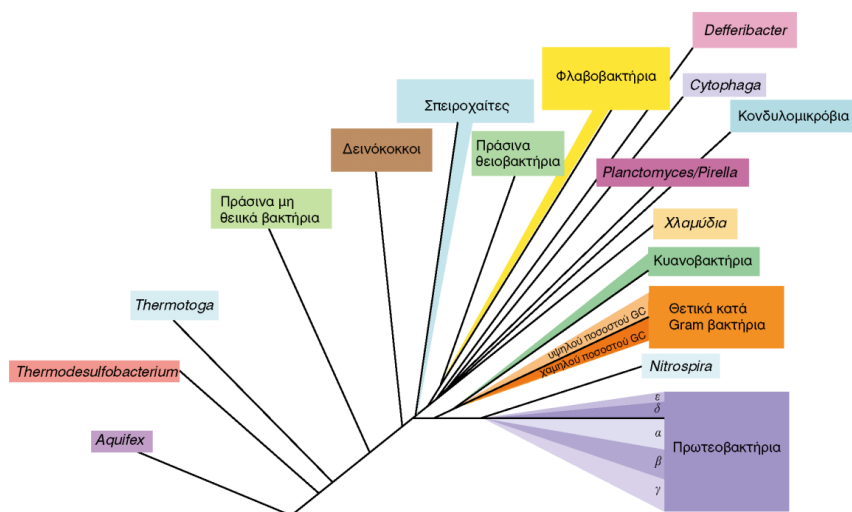 Defferibacter
Φλαβοβακτήρια
Cytophaga
Σπειροχαίτες
Κονδυλομικρόβια
Δεινόκοκκοι
Πράσινα
θειοβακτήρια
Planctomyces/Pirella
Πράσινα μη
θειικά βακτήρια
Χλαμύδια
Κυανοβακτήρια
Thermotoga
Θετικά κατά
Gram βακτήρια
υψηλού ποσοστού GC
χαμηλού ποσοστού GC
Thermodesulfobacterium
Nitrospira
ε
δ
α
β
γ
Πρωτεοβακτήρια
Aquifex